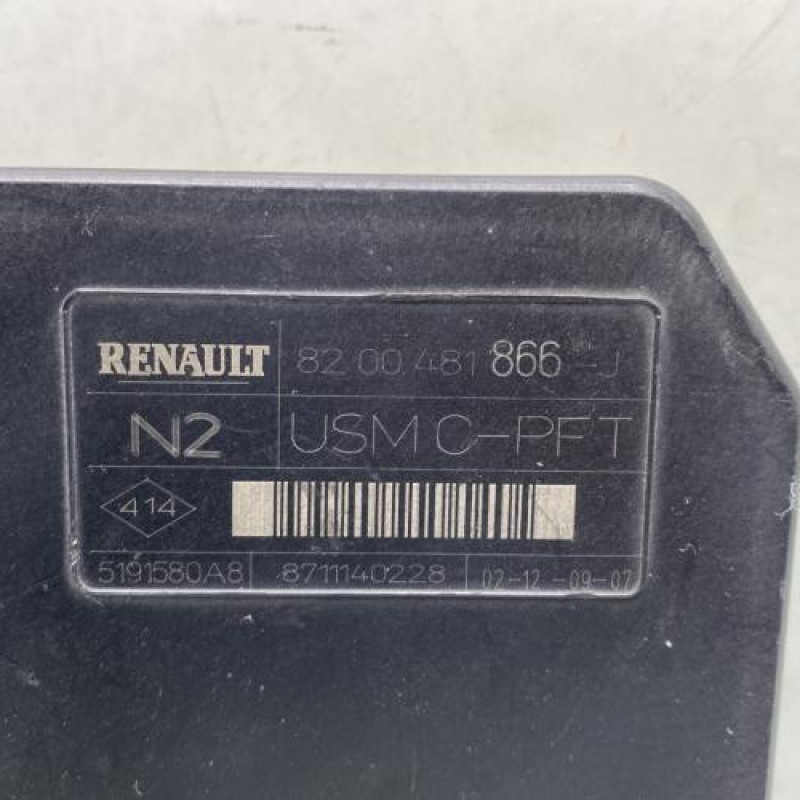 RENAULT 82 00 481 866 -J
N2 USM C-PFT
414
5191580A8 8711140228 02-12-09-07